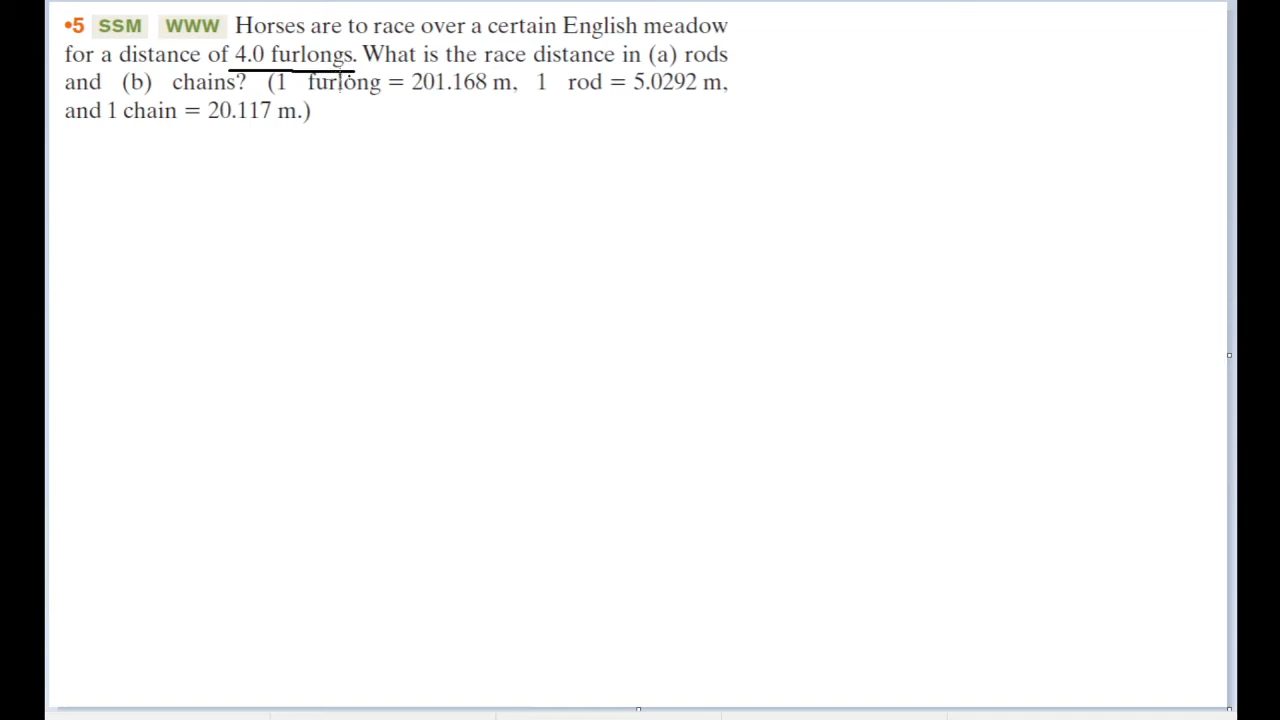 •5 SSM WWW Horses are to race over a certain English meadow
for a distance of 4.0 furlongs. What is the race distance in (a) rods
and (b) chains? (1 furlong = 201.168 m, 1 rod = 5.0292 m,
and 1 chain = 20.117 m.)